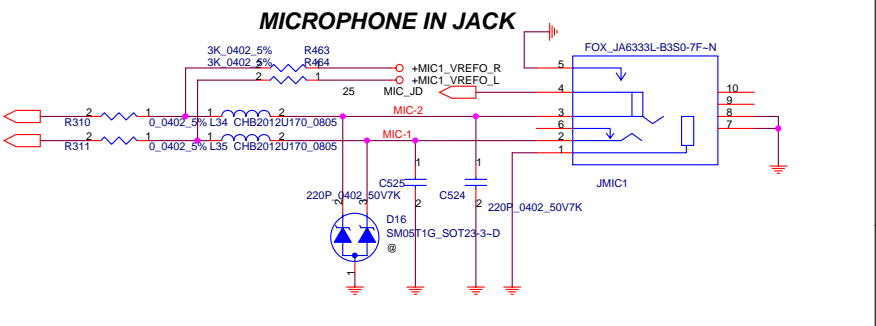 MICROPHONE IN JACK
3K_0402_5% R463
3K_0402_5% R464
2 1 +MIC1_VREFO_R
2 1 +MIC1_VREFO_L
25 MIC_JD
FOX_JA6333L-B3S0-7F~N
5
4
3
6
2
1
10
9
8
7
JMIC1
2 1 1 2 MIC-2
R310 0_0402_5% L34 CHB2012U170_0805
2 1 1 2 MIC-1
R311 0_0402_5% L35 CHB2012U170_0805
1 1
C525 C524
220P_0402_50V7K
2 2
220P_0402_50V7K
2 3
D16
SM05T1G_SOT23-3~D
@
1